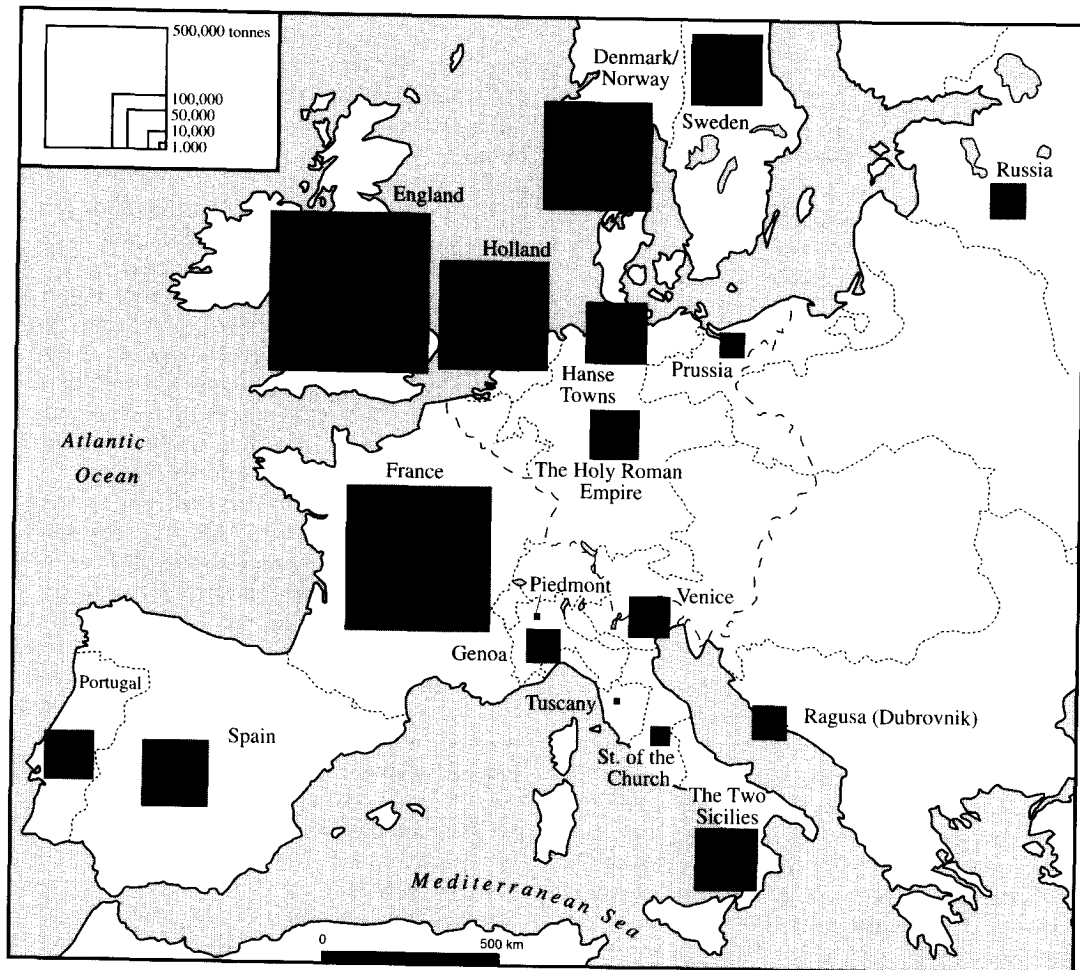 500,000 tonnes
100,000
50,000
10,000
1.000
Denmark/
Norway
Sweden
Russia
England
Holland
Hanse
Towns
Prussia
Atlantic
Ocean
France
The Holy Roman
Empire
Piedmont
Venice
Genoa
Portugal
Tuscany
Spain
Ragusa (Dubrovnik)
St. of the
Church
The Two
Sicilies
Mediterranean Sea
0
500 km